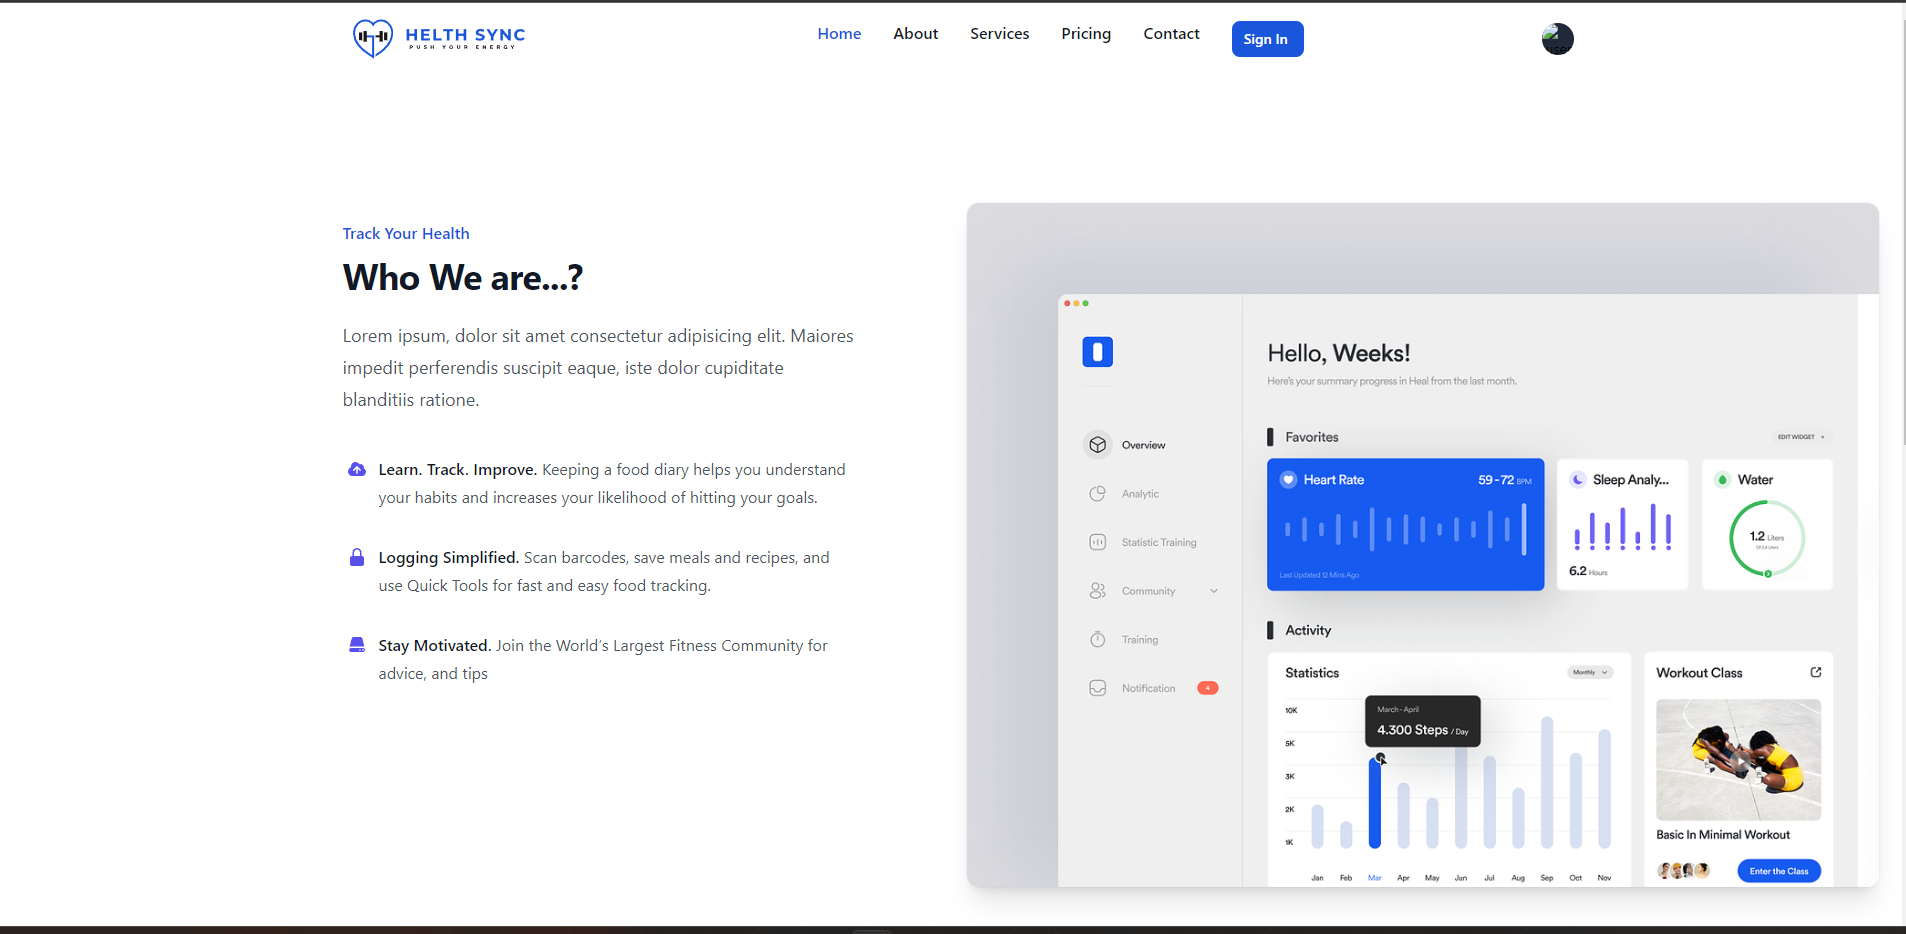 HELTH SYNC
PUSH YOUR ENERGY
Home
About
Services
Pricing
Contact
Sign In
Track Your Health
Who We are...?
Lorem ipsum, dolor sit amet consectetur adipisicing elit. Maiores
impedit perferendis suscipit eaque, iste dolor cupiditate
blanditiis ratione.
Learn. Track. Improve. Keeping a food diary helps you understand
your habits and increases your likelihood of hitting your goals.
Logging Simplified. Scan barcodes, save meals and recipes, and
use Quick Tools for fast and easy food tracking.
Stay Motivated. Join the World's Largest Fitness Community for
advice, and tips
Overview
Analytic
Statistic Training
Community
Training
Notification
4
Hello, Weeks!
Here's your summary progress in Heal from the last month.
Favorites
EDIT WIDGET +
Heart Rate
59 - 72 BPM
Last Updated 12 Mins Ago
Sleep Analy...
6.2 Hours
Water
1.2 Liters
Activity
Statistics
Monthly
10K
5K
3K
2K
1K
March - April
4.300 Steps / Day
Jan Feb Mar Apr May Jun Jul Aug Sep Oct Nov
Workout Class
Basic In Minimal Workout
Enter the Class